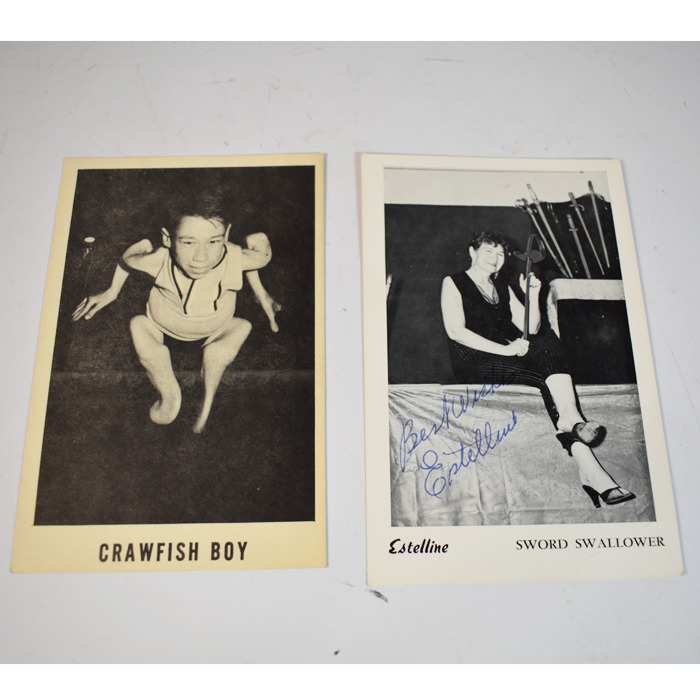 CRAWFISH BOY
Best Wishes
Estelline
Estelline SWORD SWALLOWER